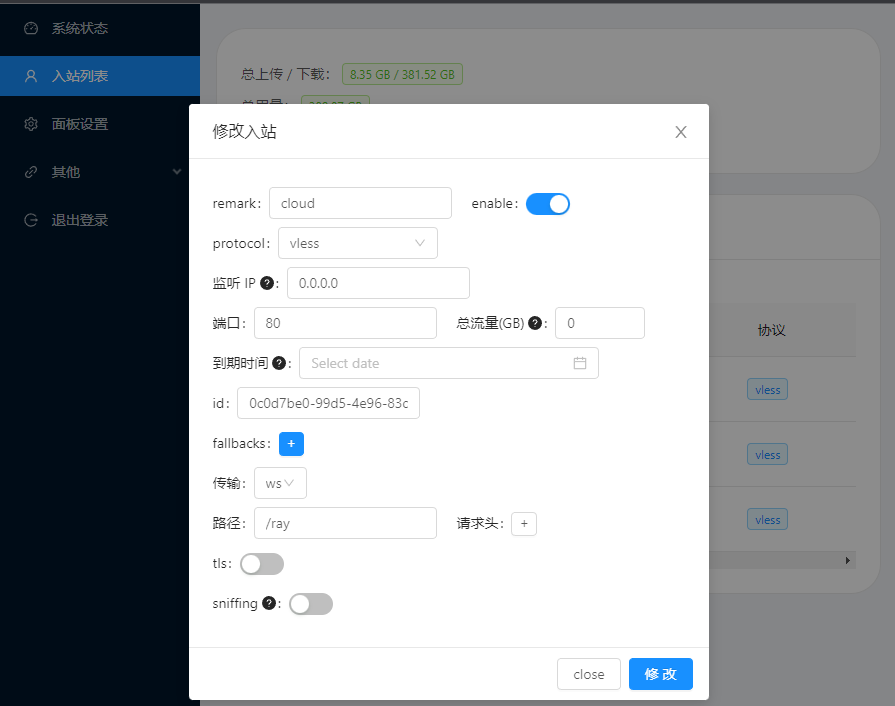 系统状态
入站列表
面板设置
其他
退出登录
总上传 / 下载: 8.35 GB / 381.52 GB
修改入站
remark: cloud enable:
protocol: vless
监听 IP ?: 0.0.0.0
端口: 80 总流量(GB) ?: 0
到期时间 ?: Select date
id: 0c0d7be0-99d5-4e96-83c
fallbacks: +
传输: ws
路径: /ray 请求头: +
tls:
sniffing ?:
close 修 改
协议
vless
vless
vless